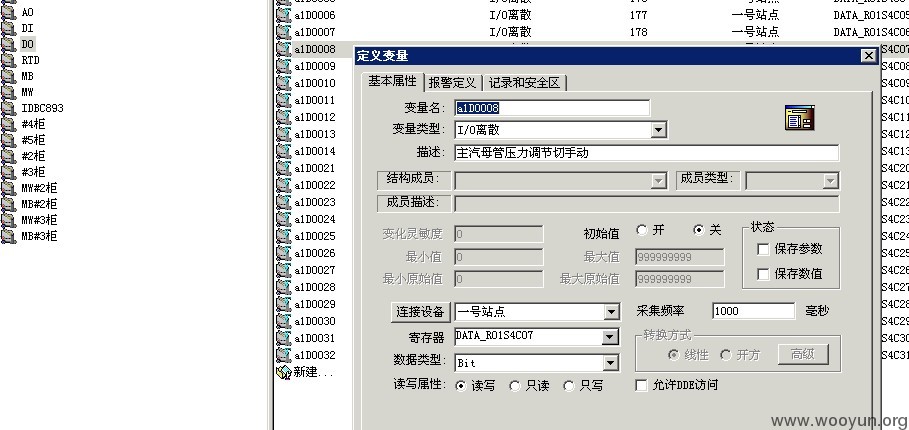 AO
DI
DO
RTD
MB
MW
IDBC893
#4柜
#5柜
#2柜
#3柜
MW#2柜
MB#2柜
MW#3柜
MB#3柜
a1D0006 I/O离散 177 一号站点 DATA_R01S4C05
a1D0007 I/O离散 178 一号站点 DATA_R01S4C06
a1D0008
a1D0009
a1D0010
a1D0011
a1D0012
a1D0013
a1D0014
a1D0021
a1D0022
a1D0023
a1D0024
a1D0025
a1D0026
a1D0027
a1D0028
a1D0029
a1D0030
a1D0031
a1D0032
新建...
定义变量
基本属性 报警定义 记录和安全区
变量名: a1D0008
变量类型: I/O离散
描述: 主汽母管压力调节切手动
结构成员: 成员类型:
成员描述:
变化灵敏度 0 初始值 开 关 状态
最小值 0 最大值 999999999 保存参数
最小原始值 0 最大原始值 999999999 保存数值
连接设备 一号站点 采集频率 1000 毫秒
寄存器 DATA_R01S4C07 转换方式
线性 开方 高级
数据类型: Bit
读写属性: 读写 只读 只写 允许DDE访问
S4C07
S4C08
S4C09
S4C10
S4C11
S4C12
S4C13
S4C20
S4C21
S4C22
S4C23
S4C24
S4C25
S4C26
S4C27
S4C28
S4C29
S4C30
S4C31
www.wooyun.org